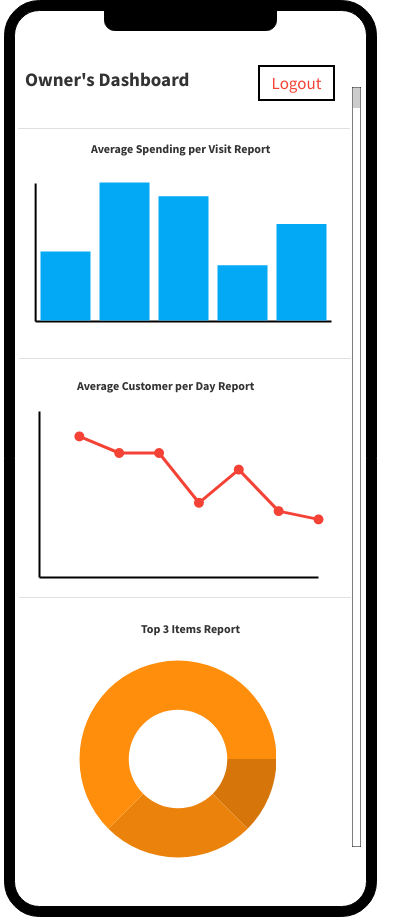 Owner's Dashboard
Logout
Average Spending per Visit Report
Average Customer per Day Report
Top 3 Items Report